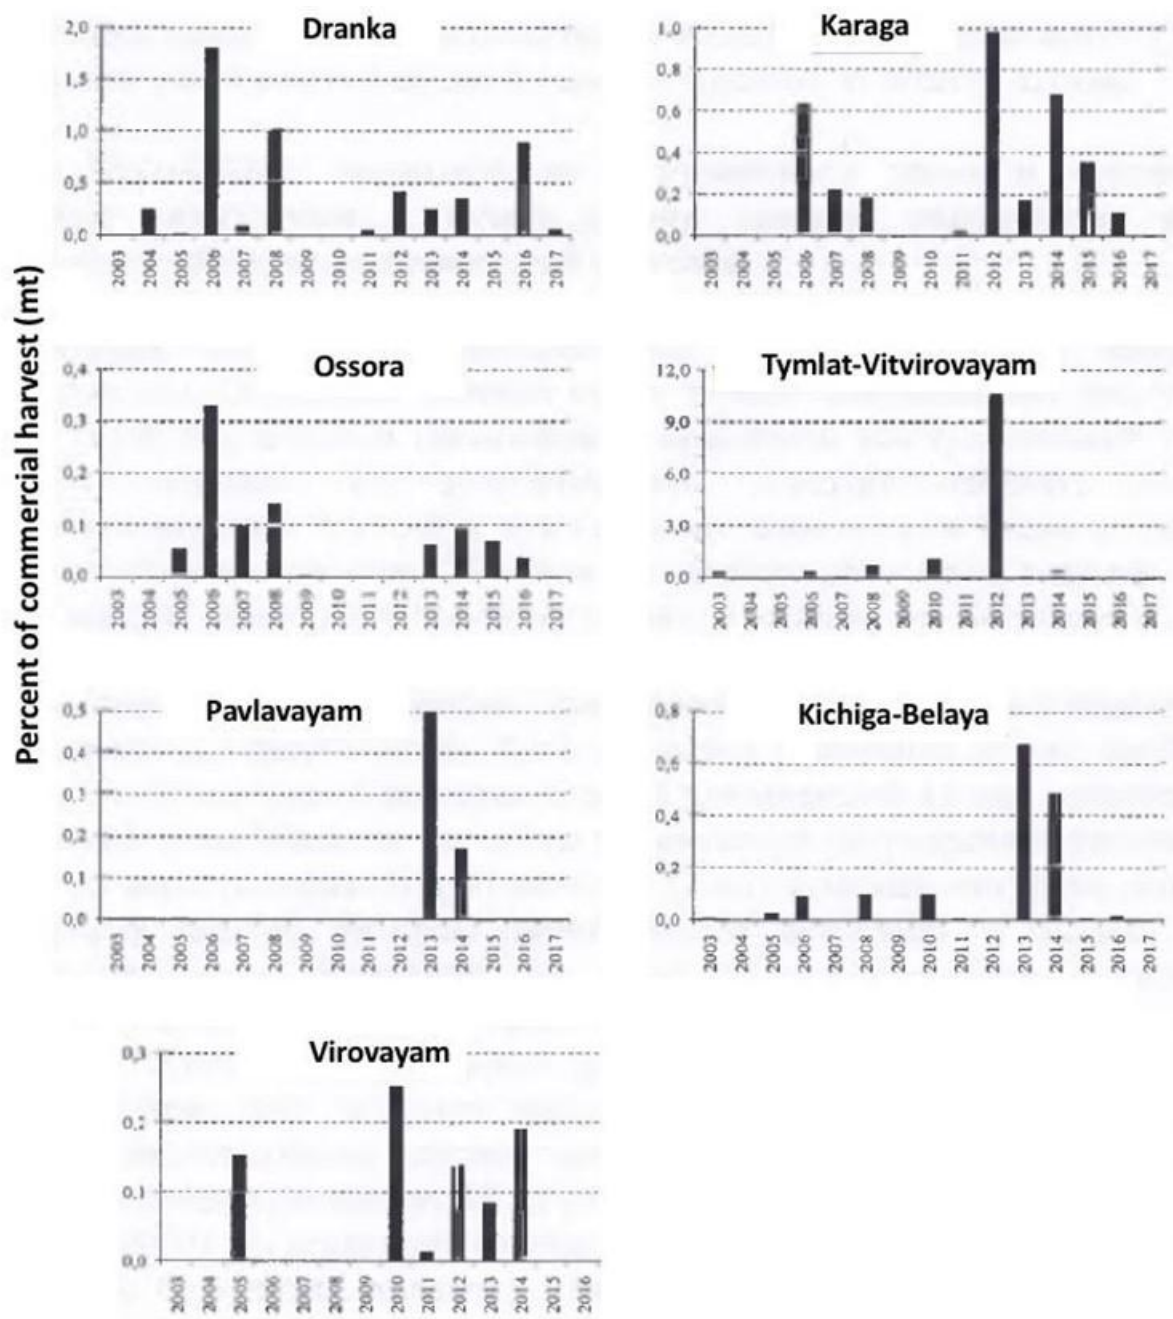 Percent of commercial harvest (mt)
Dranka
2,0
1,5
1,0
0,5
0,0
2003 2004 2005 2006 2007 2008 2009 2010 2011 2012 2013 2014 2015 2016 2017
Karaga
1,0
0,8
0,6
0,4
0,2
0,0
2003 2004 2005 2006 2007 2008 2009 2010 2011 2012 2013 2014 2015 2016 2017
Ossora
0,4
0,3
0,2
0,1
0,0
2003 2004 2005 2006 2007 2008 2009 2010 2011 2012 2013 2014 2015 2016 2017
Tymlat-Vitvirovayam
12,0
9,0
6,0
3,0
0,0
2003 2004 2005 2006 2007 2008 2009 2010 2011 2012 2013 2014 2015 2016 2017
Pavlavayam
0,5
0,4
0,3
0,2
0,1
0,0
2003 2004 2005 2006 2007 2008 2009 2010 2011 2012 2013 2014 2015 2016 2017
Kichiga-Belaya
0,8
0,6
0,4
0,2
0,0
2003 2004 2005 2006 2007 2008 2009 2010 2011 2012 2013 2014 2015 2016 2017
Virovayam
0,3
0,2
0,1
0,0
2003 2004 2005 2006 2007 2008 2009 2010 2011 2012 2013 2014 2015 2016